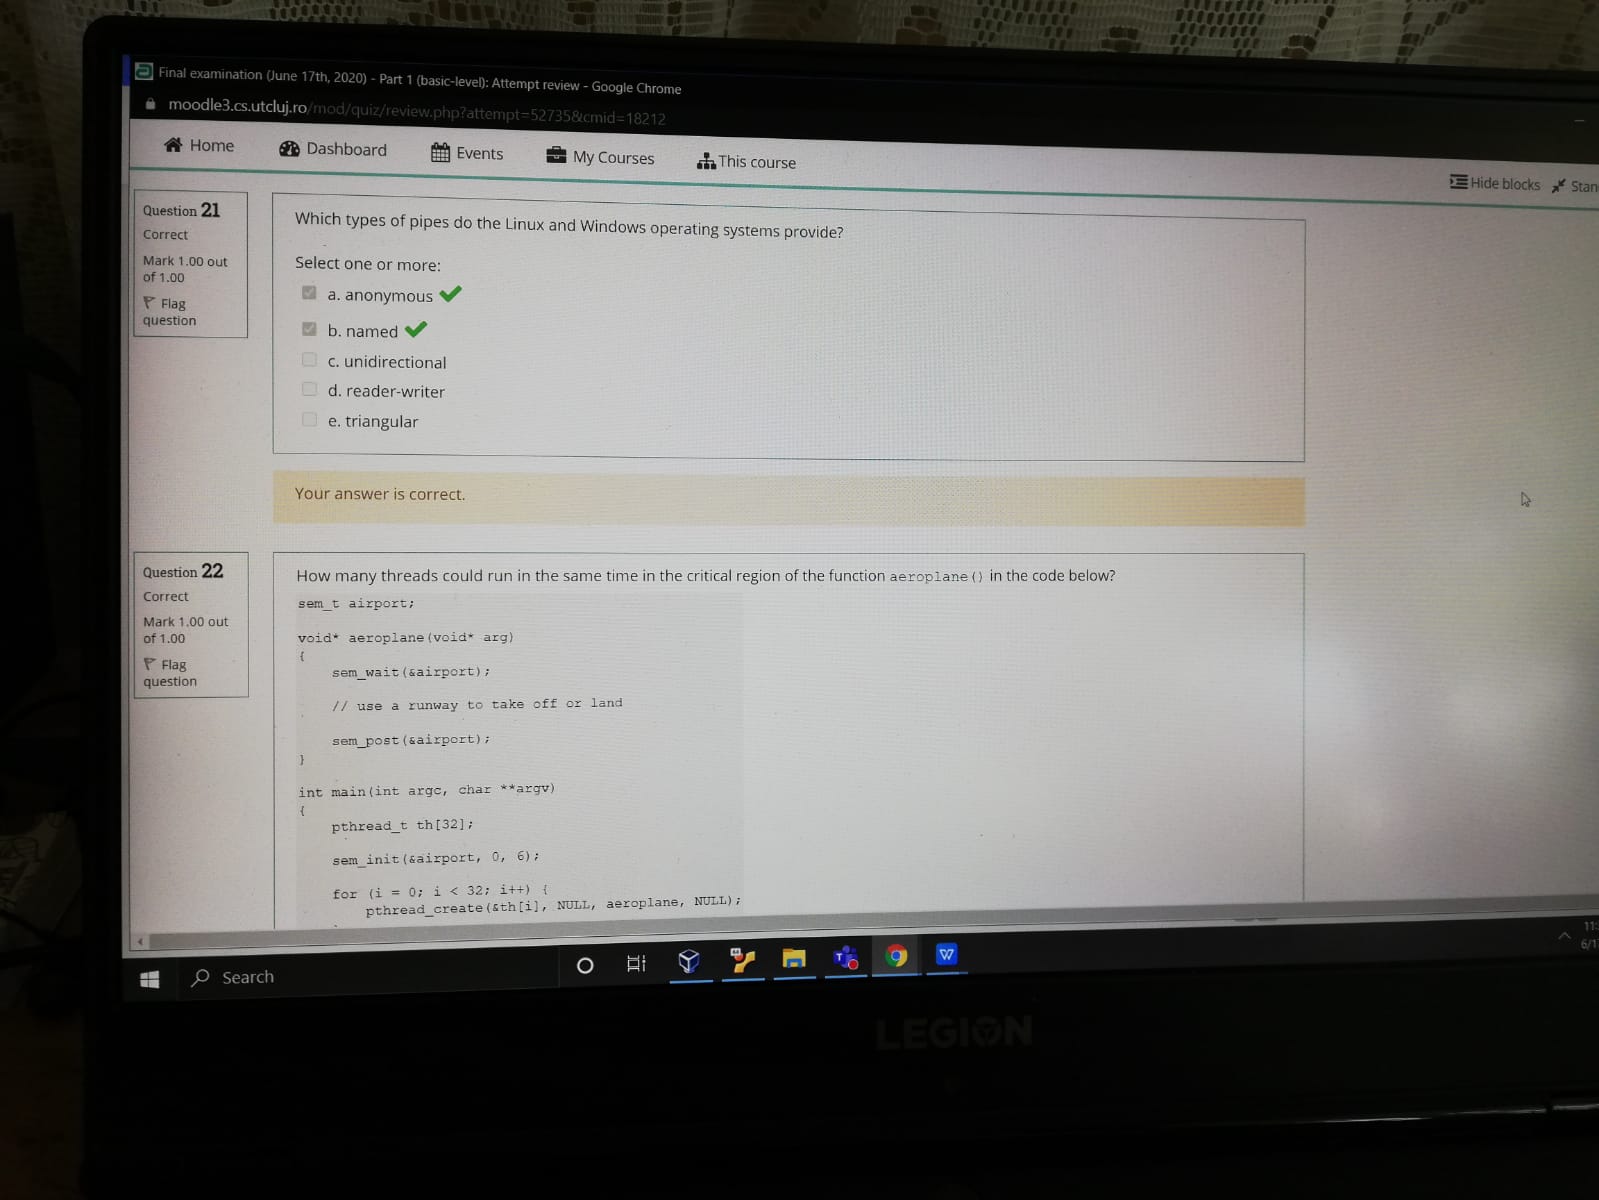 Final examination (June 17th, 2020) - Part 1 (basic-level): Attempt review - Google Chrome
moodle3.cs.utcluj.ro/mod/quiz/review.php?attempt=52735&cmid=18212
Home Dashboard Events My Courses This course
Hide blocks
Question 21
Correct
Mark 1.00 out
of 1.00
Flag
question
Which types of pipes do the Linux and Windows operating systems provide?
Select one or more:
a. anonymous
b. named
c. unidirectional
d. reader-writer
e. triangular
Your answer is correct.
Question 22
Correct
Mark 1.00 out
of 1.00
Flag
question
How many threads could run in the same time in the critical region of the function aeroplane() in the code below?
sem_t airport;
void* aeroplane(void* arg)
{
sem_wait(&airport);
// use a runway to take off or land
sem_post(&airport);
}
int main(int argc, char **argv)
{
pthread_t th[32];
sem_init(&airport, 0, 6);
for (i = 0; i < 32; i++) {
pthread_create(&th[i], NULL, aeroplane, NULL);
Search
LEGION